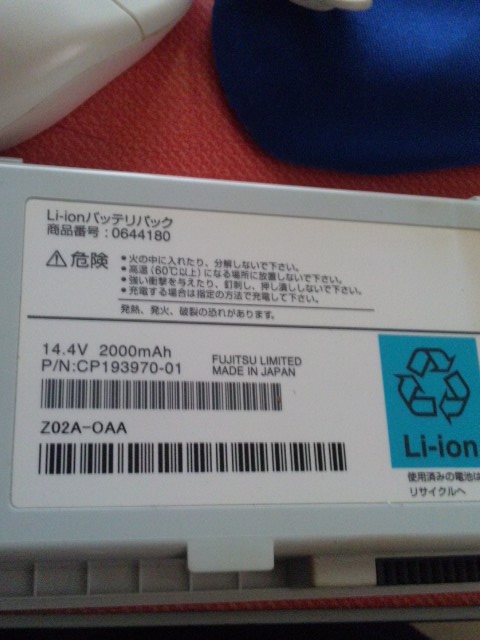 Li-ionバッテリパック
商品番号：0644180
危険
・火の中に入れたり、分解しないで下さい。
・高温（60℃以上）になる場所に放置しないで下さい。
・強い衝撃を与えたり、釘刺し、押し潰ししないで下さい。
・充電する場合は指定の方法で充電して下さい。
発熱、発火、破裂の恐れがあります。
14.4V 2000mAh
P/N:CP193970-01
FUJITSU LIMITED
MADE IN JAPAN
Z02A-OAA
Li-ion
使用済みの電池は
リサイクルへ